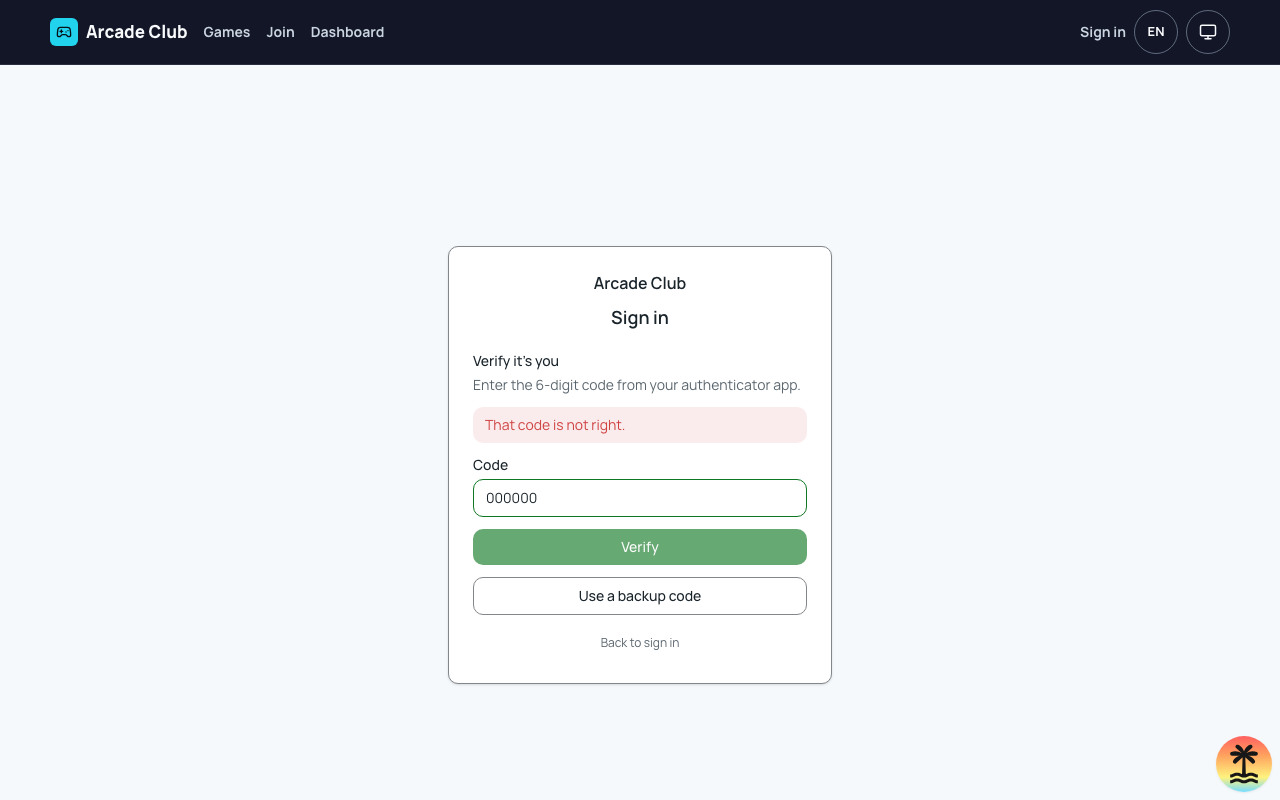 Arcade Club
Games
Join
Dashboard
Sign in
EN
Arcade Club
Sign in
Verify it's you
Enter the 6-digit code from your authenticator app.
That code is not right.
Code
000000
Verify
Use a backup code
Back to sign in